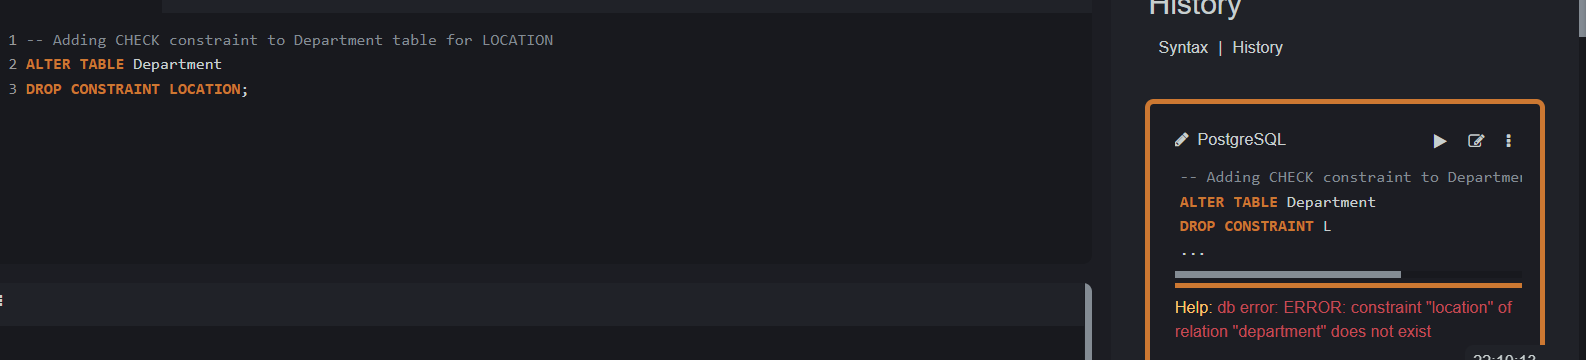 1 -- Adding CHECK constraint to Department table for LOCATION
2 ALTER TABLE Department
3 DROP CONSTRAINT LOCATION;
History
Syntax | History
PostgreSQL
-- Adding CHECK constraint to Departme
ALTER TABLE Department
DROP CONSTRAINT L
...
Help: db error: ERROR: constraint "location" of
relation "department" does not exist